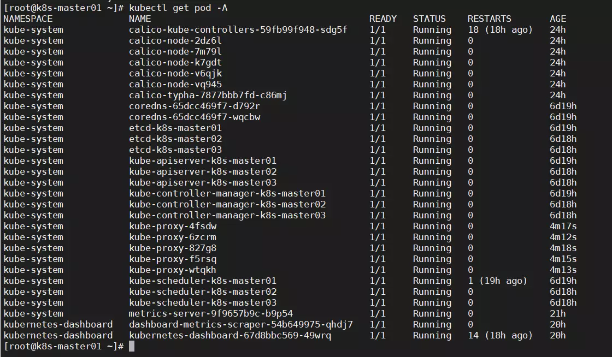 [root@k8s-master01 ~]# kubectl get pod -A
NAMESPACE NAME READY STATUS RESTARTS AGE
kube-system calico-kube-controllers-59fb99f948-sdg5f 1/1 Running 18 (18h ago) 24h
kube-system calico-node-2dz6l 1/1 Running 0 24h
kube-system calico-node-7m79l 1/1 Running 0 24h
kube-system calico-node-k7gdt 1/1 Running 0 24h
kube-system calico-node-v6qjk 1/1 Running 0 24h
kube-system calico-node-vq945 1/1 Running 0 24h
kube-system calico-typha-7877bbb7fd-c86mj 1/1 Running 0 24h
kube-system coredns-65dcc469f7-d792r 1/1 Running 0 6d19h
kube-system coredns-65dcc469f7-wqcbw 1/1 Running 0 6d19h
kube-system etcd-k8s-master01 1/1 Running 0 6d19h
kube-system etcd-k8s-master02 1/1 Running 0 6d18h
kube-system etcd-k8s-master03 1/1 Running 0 6d18h
kube-system kube-apiserver-k8s-master01 1/1 Running 0 6d19h
kube-system kube-apiserver-k8s-master02 1/1 Running 0 6d18h
kube-system kube-apiserver-k8s-master03 1/1 Running 0 6d18h
kube-system kube-controller-manager-k8s-master01 1/1 Running 0 6d19h
kube-system kube-controller-manager-k8s-master02 1/1 Running 0 6d18h
kube-system kube-controller-manager-k8s-master03 1/1 Running 0 6d18h
kube-system kube-proxy-4fsdw 1/1 Running 0 4m17s
kube-system kube-proxy-6zcrm 1/1 Running 0 4m12s
kube-system kube-proxy-827g8 1/1 Running 0 4m18s
kube-system kube-proxy-f5rsq 1/1 Running 0 4m15s
kube-system kube-proxy-wtqkh 1/1 Running 0 4m13s
kube-system kube-scheduler-k8s-master01 1/1 Running 1 (19h ago) 6d19h
kube-system kube-scheduler-k8s-master02 1/1 Running 0 6d18h
kube-system kube-scheduler-k8s-master03 1/1 Running 0 6d18h
kube-system metrics-server-9f9657b9c-b9p54 1/1 Running 0 21h
kubernetes-dashboard dashboard-metrics-scraper-54b649975-qhdj7 1/1 Running 0 20h
kubernetes-dashboard kubernetes-dashboard-67d8bbc569-49wrq 1/1 Running 14 (18h ago) 20h
[root@k8s-master01 ~]#